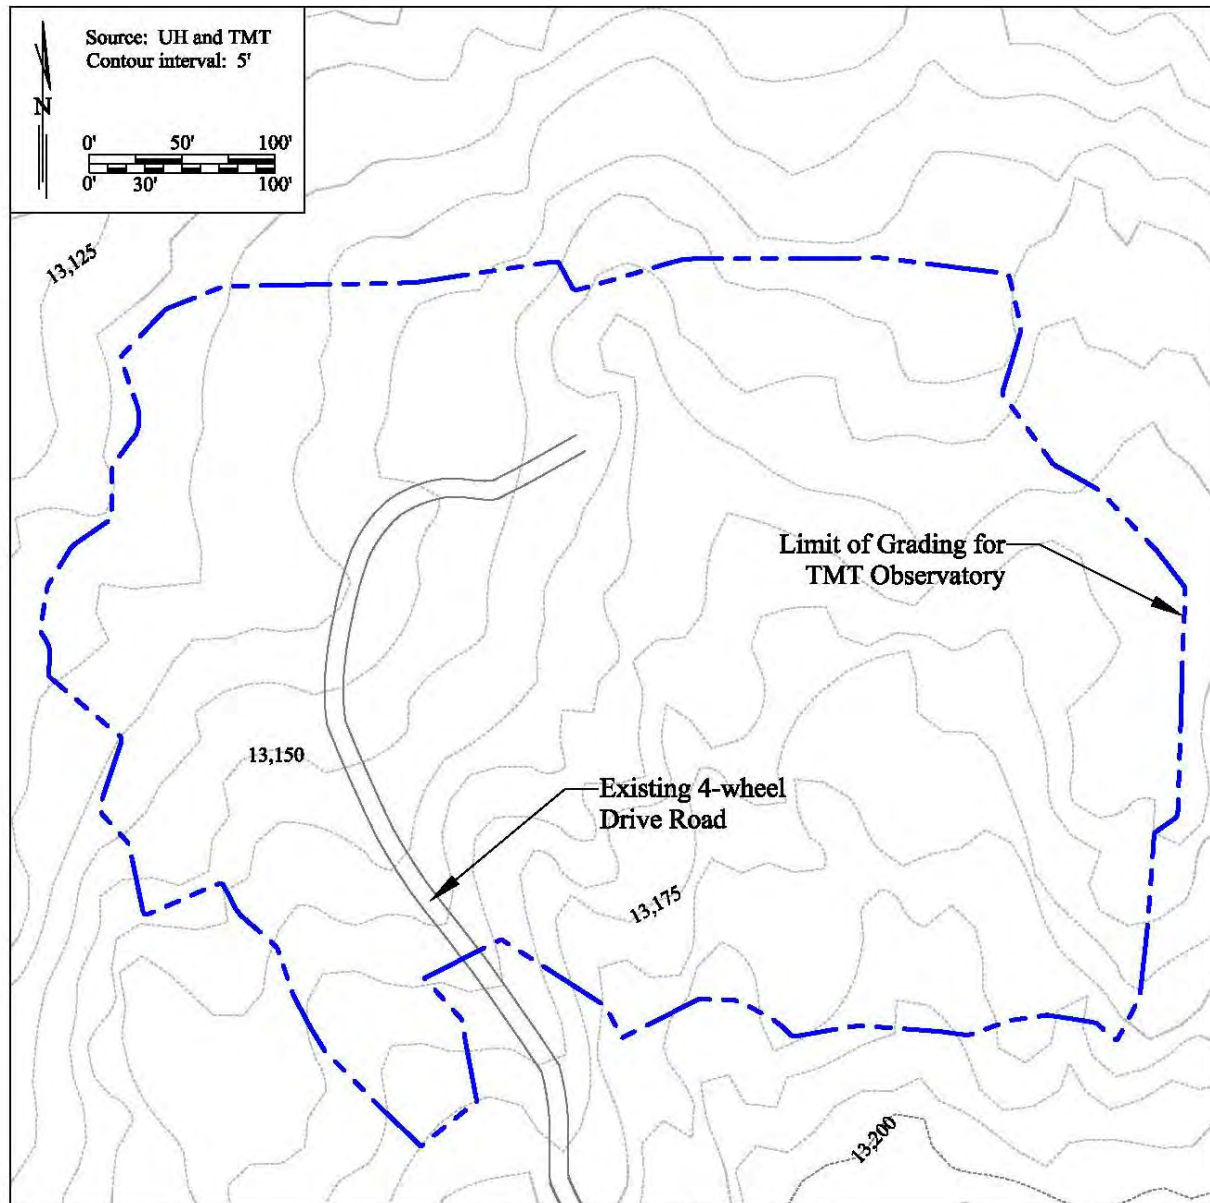 Source: UH and TMT
Contour interval: 5'
N
0' 50' 100'
0' 30' 100'
13,125
Limit of Grading for
TMT Observatory
13,150
Existing 4-wheel
Drive Road
13,175
13,200